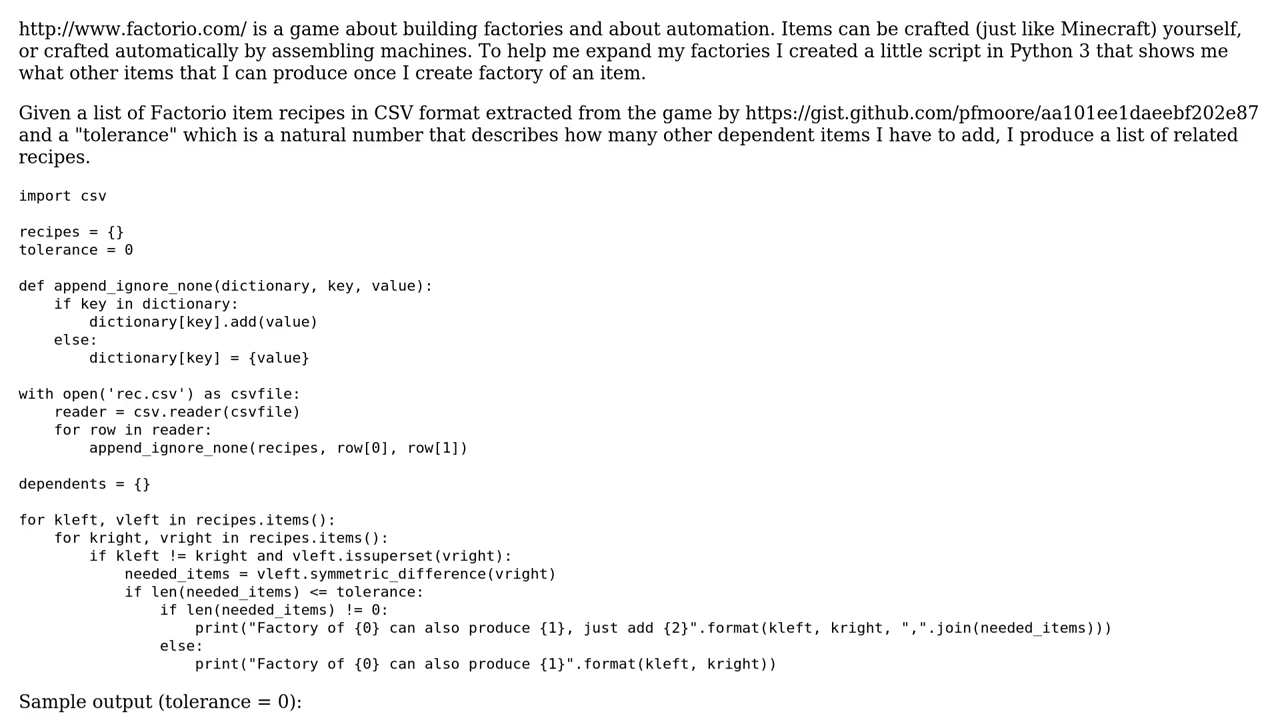 http://www.factorio.com/ is a game about building factories and about automation. Items can be crafted (just like Minecraft) yourself,
or crafted automatically by assembling machines. To help me expand my factories I created a little script in Python 3 that shows me
what other items that I can produce once I create factory of an item.
Given a list of Factorio item recipes in CSV format extracted from the game by https://gist.github.com/pfmoore/aa101ee1daeebf202e87
and a "tolerance" which is a natural number that describes how many other dependent items I have to add, I produce a list of related
recipes.
import csv
recipes = {}
tolerance = 0
def append_ignore_none(dictionary, key, value):
    if key in dictionary:
        dictionary[key].add(value)
    else:
        dictionary[key] = {value}
with open('rec.csv') as csvfile:
    reader = csv.reader(csvfile)
    for row in reader:
        append_ignore_none(recipes, row[0], row[1])
dependents = {}
for kleft, vleft in recipes.items():
    for kright, vright in recipes.items():
        if kleft != kright and vleft.issuperset(vright):
            needed_items = vleft.symmetric_difference(vright)
            if len(needed_items) <= tolerance:
                if len(needed_items) != 0:
                    print("Factory of {0} can also produce {1}, just add {2}".format(kleft, kright, ",".join(needed_items)))
                else:
                    print("Factory of {0} can also produce {1}".format(kleft, kright))
Sample output (tolerance = 0):